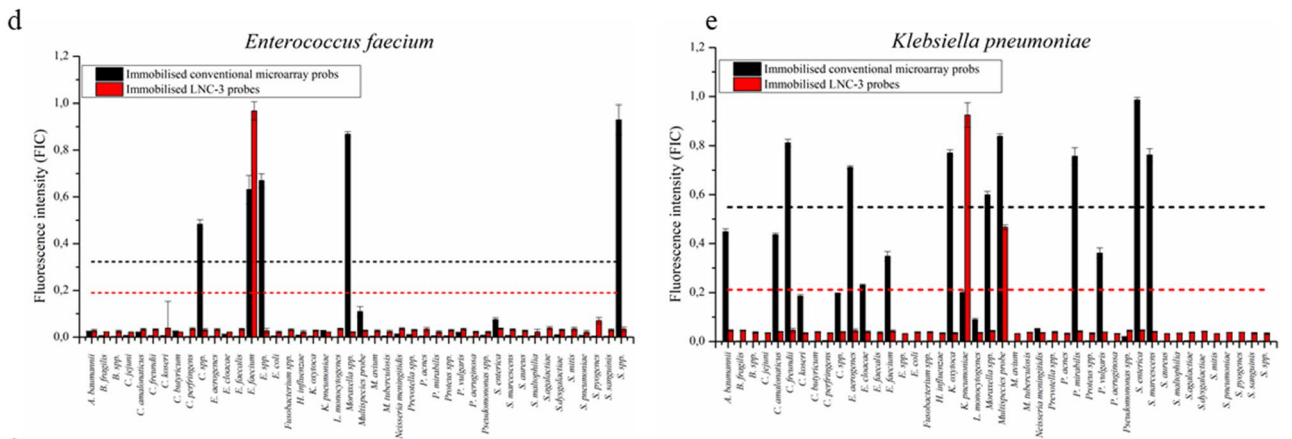 d
Enterococcus faecium
1,2
1,0
0,8
0,6
0,4
0,2
0,0
Fluorescence intensity (FIC)
Immobilised conventional microarray probs
Immobilised LNC-3 probes
A. baumannii
B. fragilis
B. spp.
C. jejuni
C. amalonaticus
C. freundii
C. koseri
C. butyricum
C. perfringens
C. spp.
E. aerogenes
E. cloacae
E. faecalis
E. faecium
E. spp.
E. coli
Fusobacterium spp.
H. influenzae
K. oxytoca
K. pneumoniae
L. monocytogenes
Moraxella spp.
Multispecies probe
M. avium
M. tuberculosis
Neisseria meningitidis
Prevotella spp.
P. acnes
P. mirabilis
Proteus spp.
P. vulgaris
P. aeruginosa
Pseudomonas spp.
S. enterica
S. marcescens
S. aureus
S. maltophilia
S.agalactiae
S.dysgalactiae
S. mitis
S. pneumoniae
S. pyogenes
S. sanguinis
S. spp.
e
Klebsiella pneumoniae
1,2
1,0
0,8
0,6
0,4
0,2
0,0
Fluorescence intensity (FIC)
Immobilised conventional microarray probs
Immobilised LNC-3 probes
A. baumannii
B. fragilis
B. spp.
C. jejuni
C. amalonaticus
C. freundii
C. koseri
C. butyricum
C. perfringens
C. spp.
E. aerogenes
E. cloacae
E. faecalis
E. faecium
E. spp.
E. coli
Fusobacterium spp.
H. influenzae
K. oxytoca
K. pneumoniae
L. monocytogenes
Moraxella spp.
Multispecies probe
M. avium
M. tuberculosis
Neisseria meningitidis
Prevotella spp.
P. acnes
P. mirabilis
Proteus spp.
P. vulgaris
P. aeruginosa
Pseudomonas spp.
S. enterica
S. marcescens
S. aureus
S. maltophilia
S.agalactiae
S.dysgalactiae
S. mitis
S. pneumoniae
S. pyogenes
S. sanguinis
S. spp.